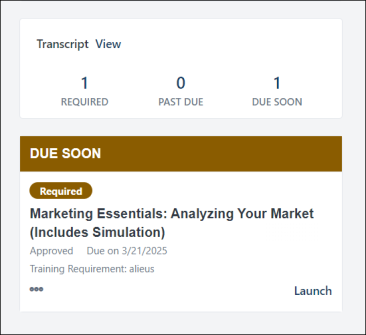 Transcript View
1 0 1
REQUIRED PAST DUE DUE SOON
DUE SOON
Required
Marketing Essentials: Analyzing Your Market
(Includes Simulation)
Approved Due on 3/21/2025
Training Requirement: alieus
Launch